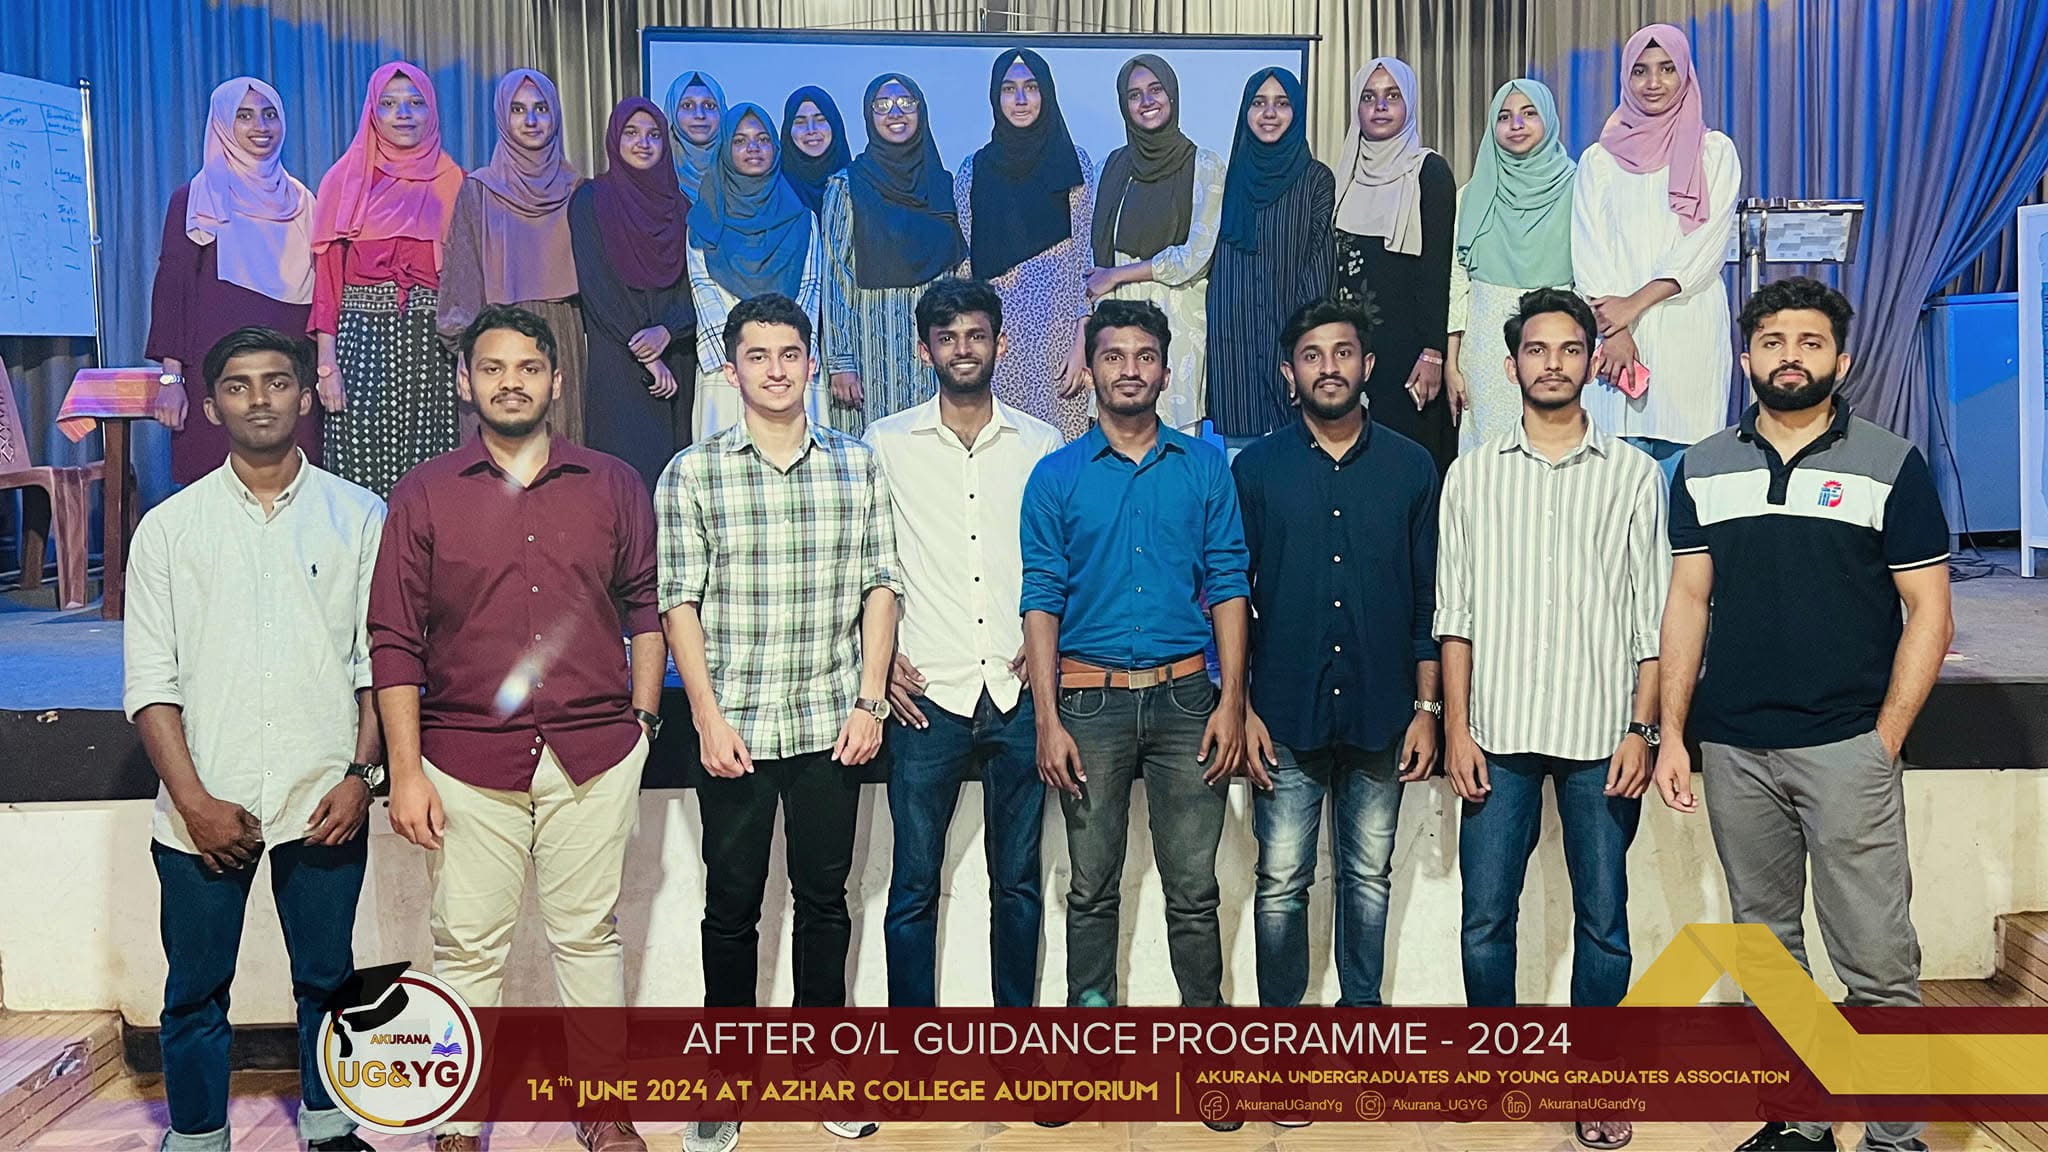 AKURANA
UG&YG
AFTER O/L GUIDANCE PROGRAMME - 2024
14th JUNE 2024 AT AZHAR COLLEGE AUDITORIUM
AKURANA UNDERGRADUATES AND YOUNG GRADUATES ASSOCIATION
AkuranaUGandYg
Akurana_UGYG
AkuranaUGandYg